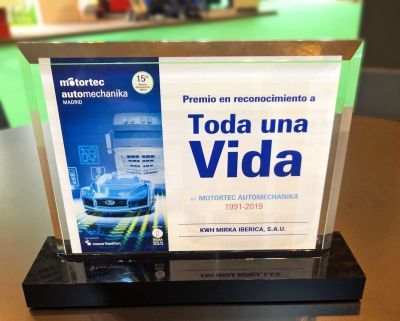 motortec
automechanika
MADRID
15º
Premio en reconocimiento a
Toda una
Vida
en MOTORTEC AUTOMECHANIKA
1991-2019
KWH MIRKA IBERICA, S.A.U.
messe frankfurt